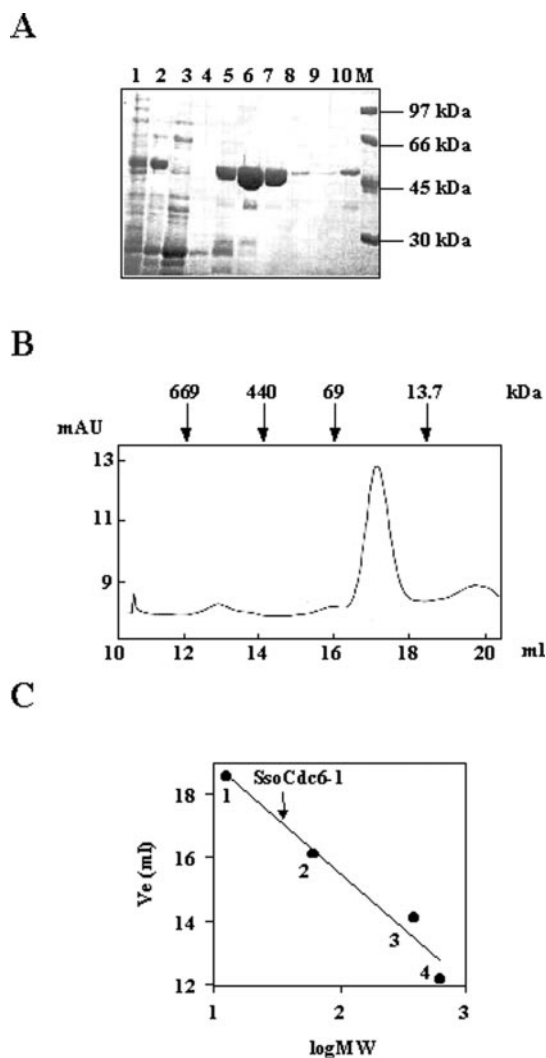 A
1 2 3 4 5 6 7 8 9 10 M
97 kDa
66 kDa
45 kDa
30 kDa
B
669 440 69 13.7 kDa
mAU
13
11
9
10 12 14 16 18 20 ml
C
SsoCdc6-1
18
16
14
12
Ve (ml)
1
2
3
4
1 2 3
logMW